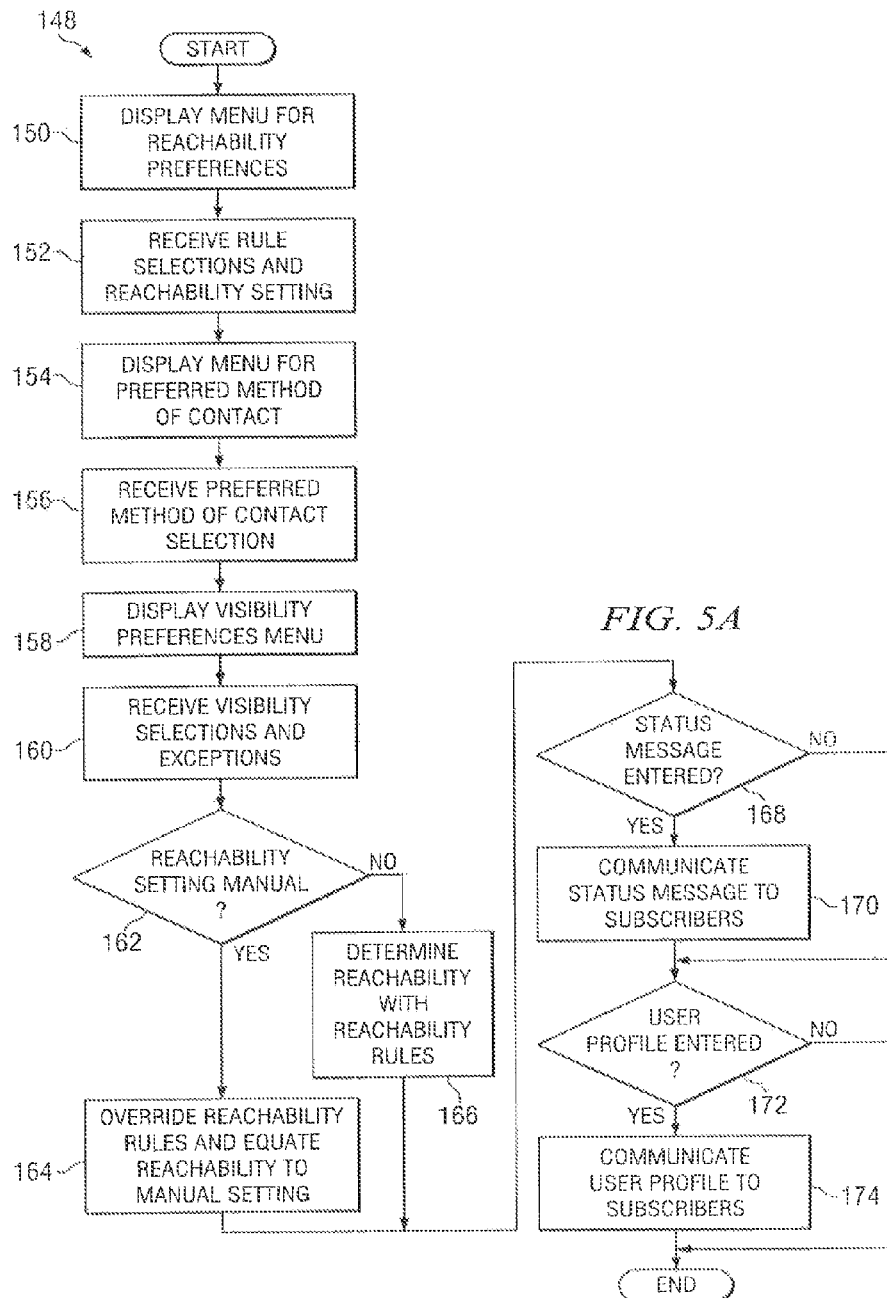 148
START
150
DISPLAY MENU FOR
REACHABILITY
PREFERENCES
152
RECEIVE RULE
SELECTIONS AND
REACHABILITY SETTING
154
DISPLAY MENU FOR
PREFERRED METHOD
OF CONTACT
166
RECEIVE PREFERRED
METHOD OF CONTACT
SELECTION
158
DISPLAY VISIBILITY
PREFERENCES MENU
160
RECEIVE VISIBILITY
SELECTIONS AND
EXCEPTIONS
REACHABILITY
SETTING MANUAL
?
162
NO
YES
DETERMINE
REACHABILITY
WITH
REACHABILITY
RULES
166
164
OVERRIDE REACHABILITY
RULES AND EQUATE
REACHABILITY TO
MANUAL SETTING
FIG. 5A
STATUS
MESSAGE
ENTERED?
NO
168
YES
COMMUNICATE
STATUS MESSAGE TO
SUBSCRIBERS
170
USER
PROFILE ENTERED
?
NO
172
YES
COMMUNICATE
USER PROFILE TO
SUBSCRIBERS
174
END